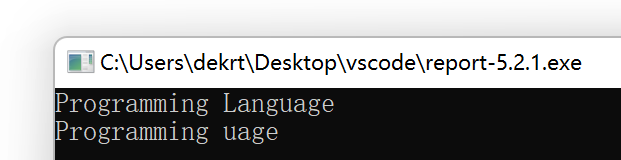 C:\Users\dekrt\Desktop\vscode\report-5.2.1.exe
Programming Language
Programming uage